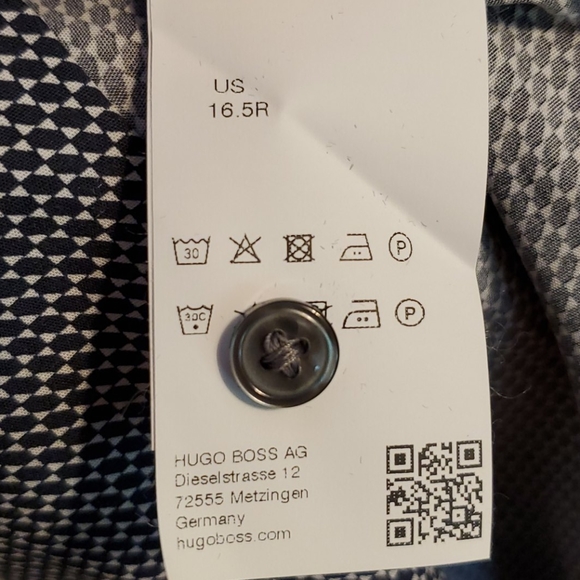 US
16.5R
30 P
30C P
HUGO BOSS AG
Dieselstrasse 12
72555 Metzingen
Germany
hugoboss.com